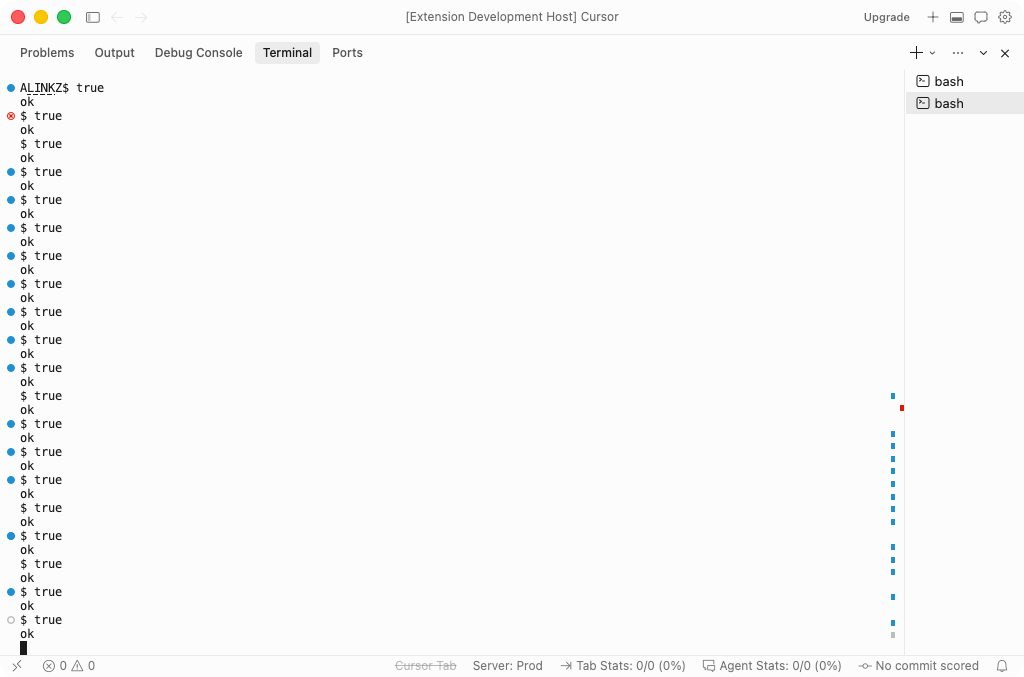 [Extension Development Host] Cursor
Upgrade
Problems Output Debug Console Terminal Ports
ALINKZ$ true
ok
$ true
ok
$ true
ok
$ true
ok
$ true
ok
$ true
ok
$ true
ok
$ true
ok
$ true
ok
$ true
ok
$ true
ok
$ true
ok
$ true
ok
$ true
ok
$ true
ok
$ true
ok
$ true
ok
$ true
ok
$ true
ok
$ true
ok
bash
bash
0 0 Cursor Tab Server: Prod Tab Stats: 0/0 (0%) Agent Stats: 0/0 (0%) No commit scored